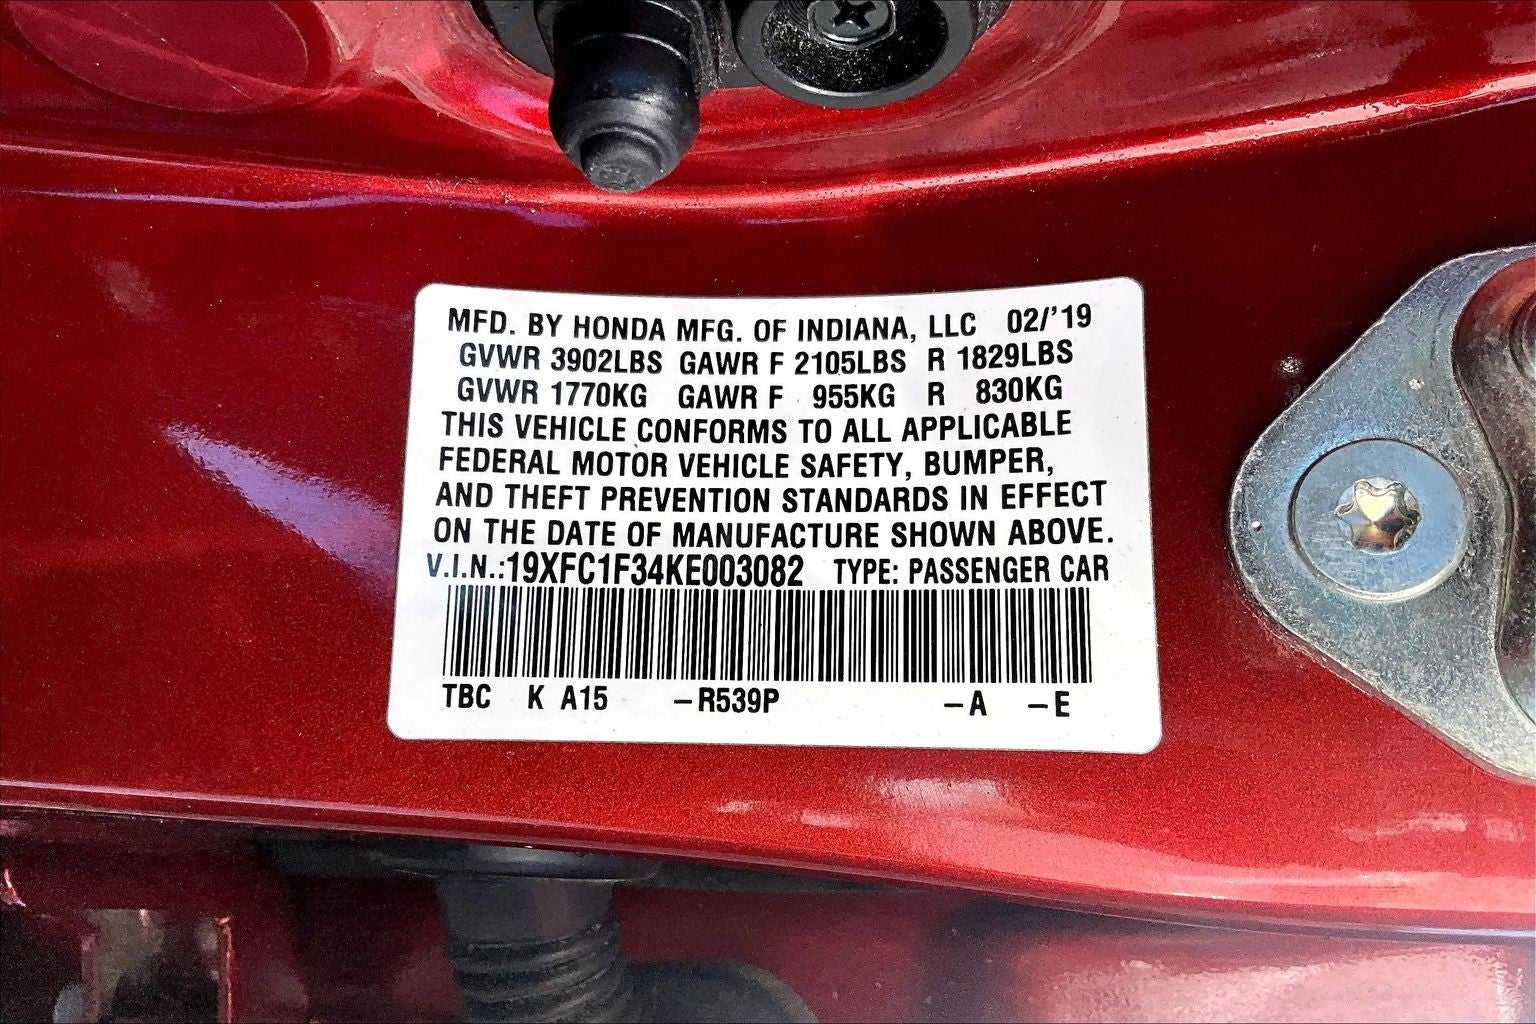 MFD. BY HONDA MFG. OF INDIANA, LLC 02/'19
GVWR 3902LBS GAWR F 2105LBS R 1829LBS
GVWR 1770KG GAWR F 955KG R 830KG
THIS VEHICLE CONFORMS TO ALL APPLICABLE
FEDERAL MOTOR VEHICLE SAFETY, BUMPER,
AND THEFT PREVENTION STANDARDS IN EFFECT
ON THE DATE OF MANUFACTURE SHOWN ABOVE.
V.I.N.:19XFC1F34KE003082 TYPE: PASSENGER CAR
TBC K A15 –R539P –A –E